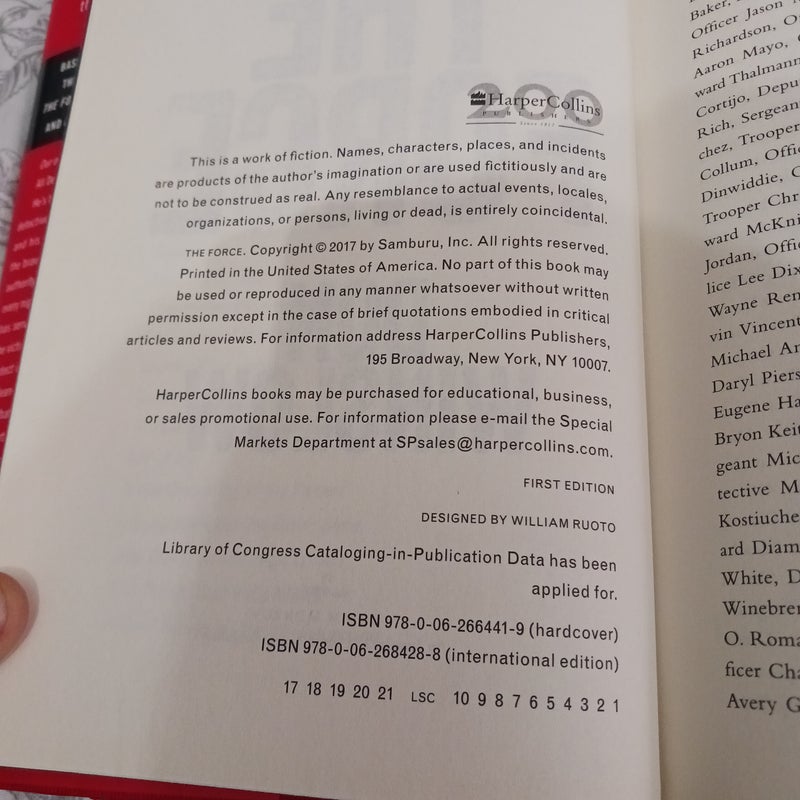 BAS
THE FO
AND
200
HarperCollins
PUBLISHERS
Since 1817
This is a work of fiction. Names, characters, places, and incidents
are products of the author's imagination or are used fictitiously and are
not to be construed as real. Any resemblance to actual events, locales,
organizations, or persons, living or dead, is entirely coincidental.
THE FORCE. Copyright © 2017 by Samburu, Inc. All rights reserved.
Printed in the United States of America. No part of this book may
be used or reproduced in any manner whatsoever without written
permission except in the case of brief quotations embodied in critical
articles and reviews. For information address HarperCollins Publishers,
195 Broadway, New York, NY 10007.
HarperCollins books may be purchased for educational, business,
or sales promotional use. For information please e-mail the Special
Markets Department at SPsales@harpercollins.com.
FIRST EDITION
DESIGNED BY WILLIAM RUOTO
Library of Congress Cataloging-in-Publication Data has been
applied for.
ISBN 978-0-06-266441-9 (hardcover)
ISBN 978-0-06-268428-8 (international edition)
17 18 19 20 21 LSC 10 9 8 7 6 5 4 3 2 1
Baker,
Officer Jason
Richardson, O
Aaron Mayo,
ward Thalmann
Cortijo, Depu
Rich, Sergean
chez, Trooper
Collum, Offi
Dinwiddie, O
Trooper Chr
ward McKni
Jordan, Offic
lice Lee Dix
Wayne Ren
vin Vincent
Michael An
Daryl Piers
Eugene Ha
Bryon Keit
geant Mic
tective M
Kostiuche
ard Diam
White, D
Winebren
O. Roma
ficer Cha
Avery G